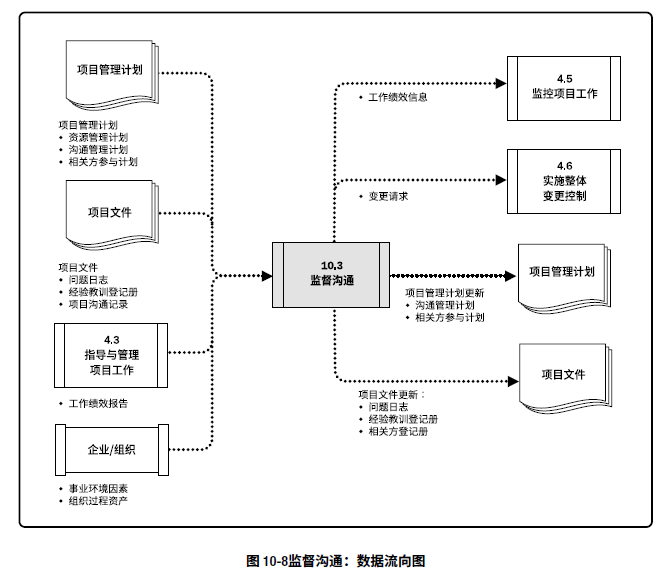 项目管理计划
项目管理计划
• 资源管理计划
• 沟通管理计划
• 相关方参与计划
项目文件
项目文件
• 问题日志
• 经验教训登记册
• 项目沟通记录
4.3
指导与管理
项目工作
• 工作绩效报告
企业/组织
• 事业环境因素
• 组织过程资产
10.3
监督沟通
• 工作绩效信息
4.5
监控项目工作
• 变更请求
4.6
实施整体
变更控制
项目管理计划
项目管理计划更新
• 沟通管理计划
• 相关方参与计划
项目文件
项目文件更新：
• 问题日志
• 经验教训登记册
• 相关方登记册
图 10-8监督沟通：数据流向图